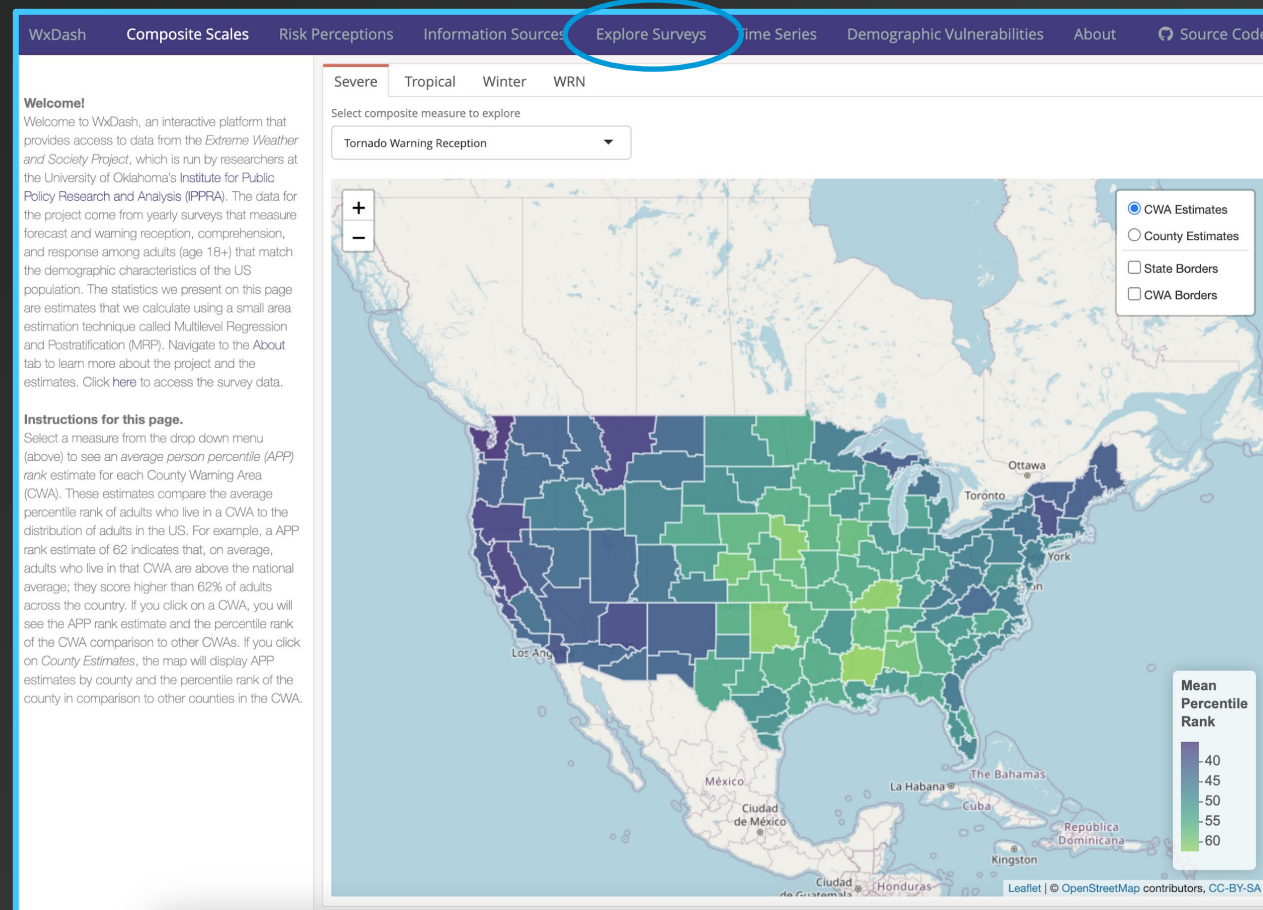 WxDash Composite Scales Risk Perceptions Information Sources Explore Surveys Time Series Demographic Vulnerabilities About Source Code
Welcome!
Welcome to WxDash, an interactive platform that
provides access to data from the Extreme Weather
and Society Project, which is run by researchers at
the University of Oklahoma's Institute for Public
Policy Research and Analysis (IPPRA). The data for
the project come from yearly surveys that measure
forecast and warning reception, comprehension,
and response among adults (age 18+) that match
the demographic characteristics of the US
population. The statistics we present on this page
are estimates that we calculate using a small area
estimation technique called Multilevel Regression
and Postratification (MRP). Navigate to the About
tab to learn more about the project and the
estimates. Click here to access the survey data.
Instructions for this page.
Select a measure from the drop down menu
(above) to see an average person percentile (APP)
rank estimate for each County Warning Area
(CWA). These estimates compare the average
percentile rank of adults who live in a CWA to the
distribution of adults in the US. For example, a APP
rank estimate of 62 indicates that, on average,
adults who live in that CWA are above the national
average; they score higher than 62% of adults
across the country. If you click on a CWA, you will
see the APP rank estimate and the percentile rank
of the CWA comparison to other CWAs. If you click
on County Estimates, the map will display APP
estimates by county and the percentile rank of the
county in comparison to other counties in the CWA.
Severe Tropical Winter WRN
Select composite measure to explore
Tornado Warning Reception
+
−
CWA Estimates
County Estimates
State Borders
CWA Borders
Ottawa
Toronto
York
Los Ang
México
Ciudad
de México
The Bahamas
La Habana
Cuba
República
Dominicana
Kingston
Ciudad
de Guatemala
Honduras
Mean
Percentile
Rank
40
45
50
55
60
Leaflet | © OpenStreetMap contributors, CC-BY-SA